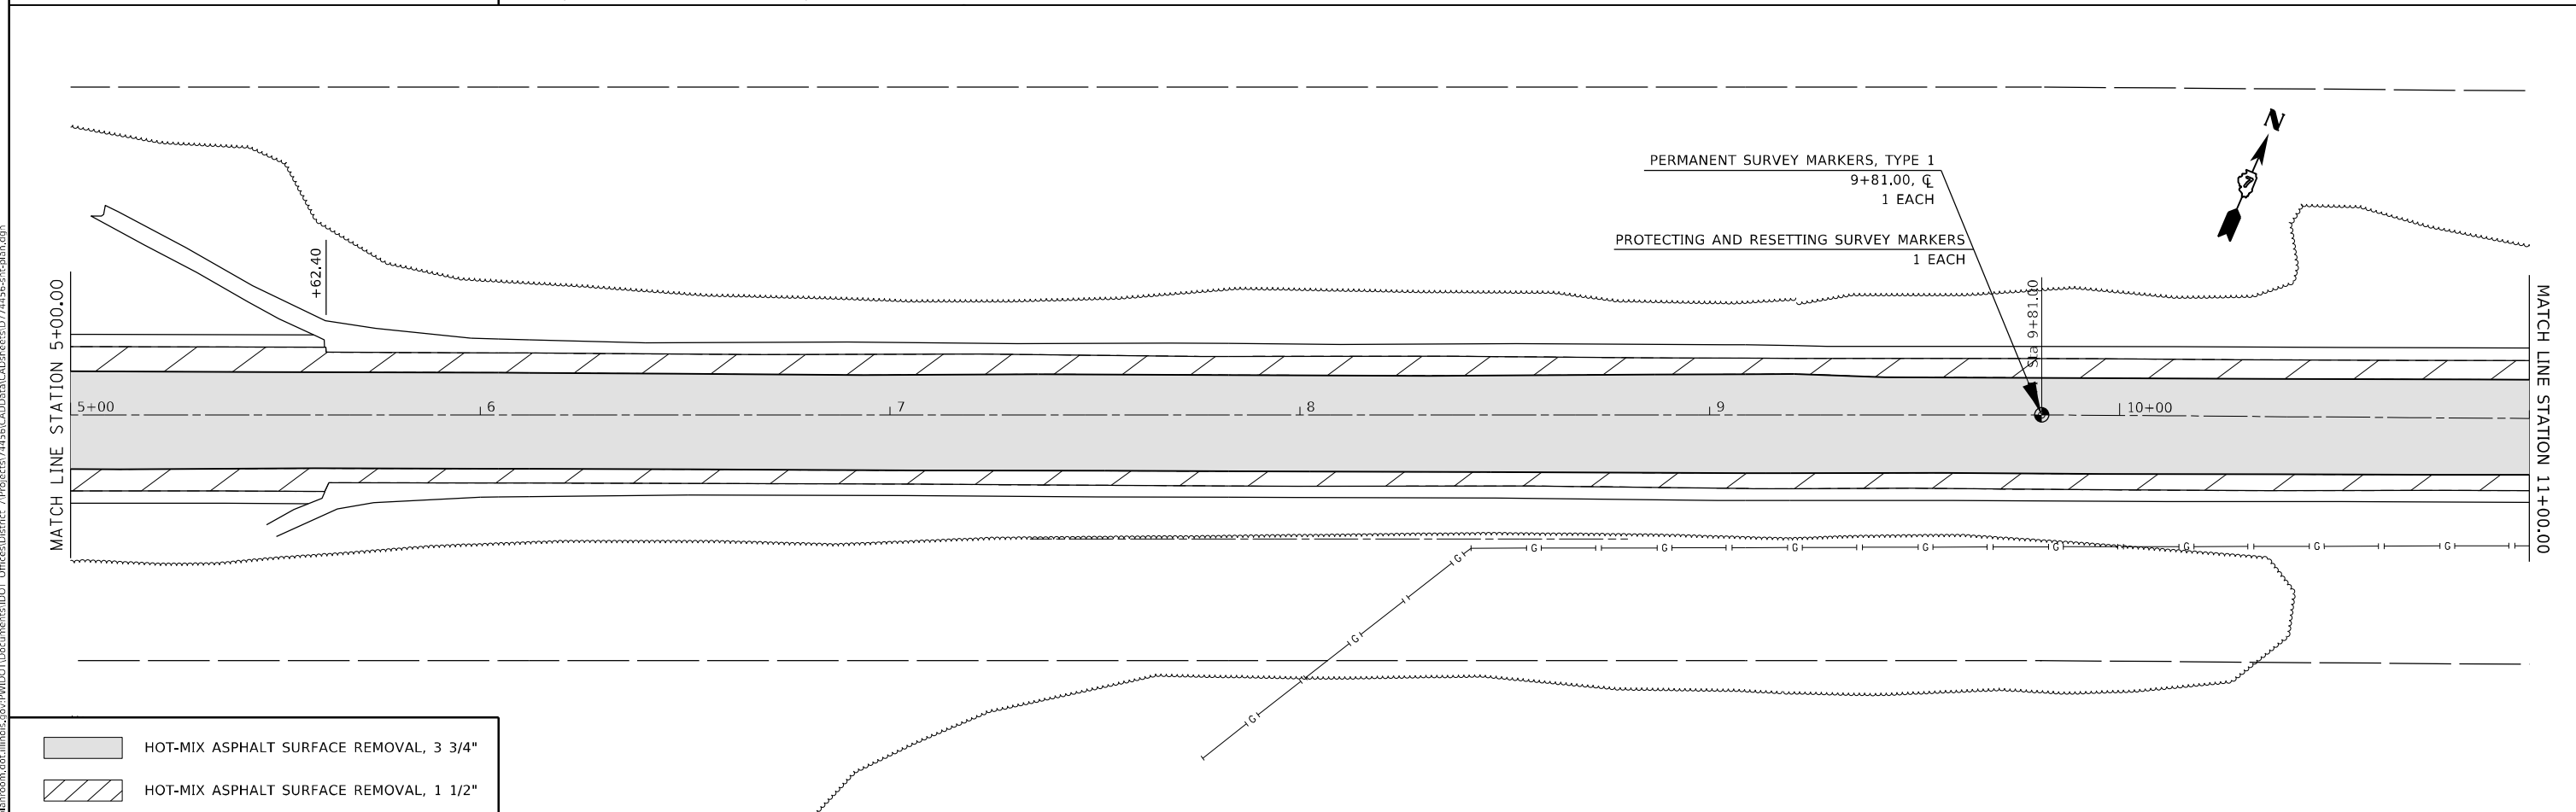 N
7
PERMANENT SURVEY MARKERS, TYPE 1
9+81.00, ℄
1 EACH
PROTECTING AND RESETTING SURVEY MARKERS
1 EACH
+62.40
MATCH LINE STATION 5+00.00
Sta 9+81.00
MATCH LINE STATION 11+00.00
5+00
6
7
8
9
10+00
G G G G G G G G
G
G
G
HOT-MIX ASPHALT SURFACE REMOVAL, 3 3/4"
HOT-MIX ASPHALT SURFACE REMOVAL, 1 1/2"